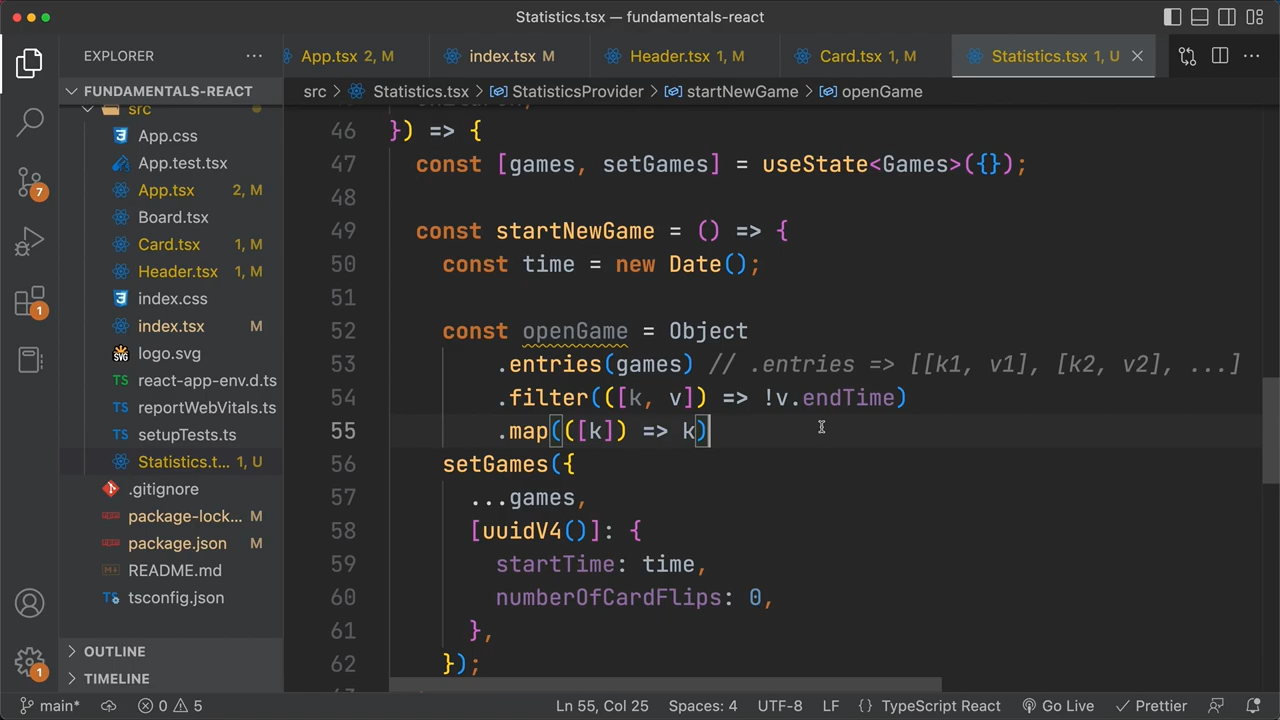 Statistics.tsx — fundamentals-react
EXPLORER ...
App.tsx 2, M
index.tsx M
Header.tsx 1, M
Card.tsx 1, M
Statistics.tsx 1, U
FUNDAMENTALS-REACT
src > Statistics.tsx > StatisticsProvider > startNewGame > openGame
src
App.css
App.test.tsx
App.tsx 2, M
Board.tsx
Card.tsx 1, M
Header.tsx 1, M
index.css
index.tsx M
logo.svg
react-app-env.d.ts
reportWebVitals.ts
setupTests.ts
Statistics.t... 1, U
.gitignore
package-lock... M
package.json M
README.md
tsconfig.json
OUTLINE
TIMELINE
7
1
1
46 }) => {
47 const [games, setGames] = useState<Games>({});
48
49 const startNewGame = () => {
50 const time = new Date();
51
52 const openGame = Object
53 .entries(games) // .entries => [[k1, v1], [k2, v2], ...]
54 .filter(([k, v]) => !v.endTime)
55 .map(([k]) => k)
56 setGames({
57 ...games,
58 [uuidV4()]: {
59 startTime: time,
60 numberOfCardFlips: 0,
61 },
62 });
main* 0 5 Ln 55, Col 25 Spaces: 4 UTF-8 LF {} TypeScript React Go Live Prettier